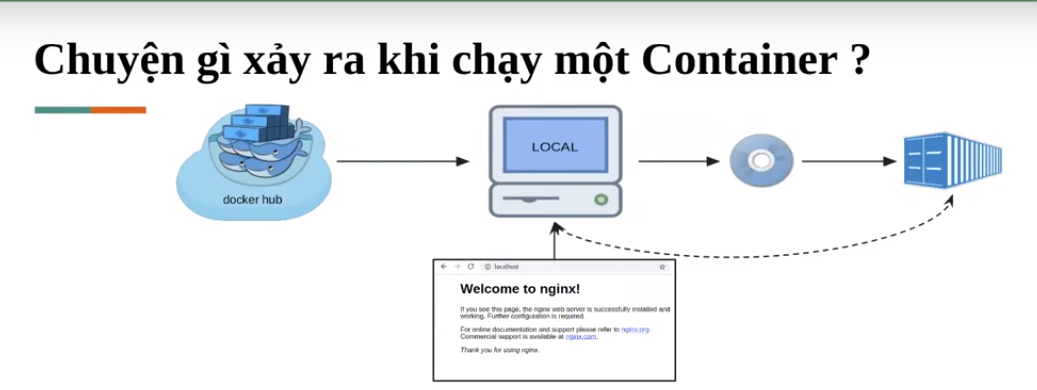 Chuyện gì xảy ra khi chạy một Container ?
LOCAL
docker hub
localhost
Welcome to nginx!
If you see this page, the nginx web server is successfully installed and
working. Further configuration is required.
For online documentation and support please refer to nginx.org.
Commercial support is available at nginx.com.
Thank you for using nginx.